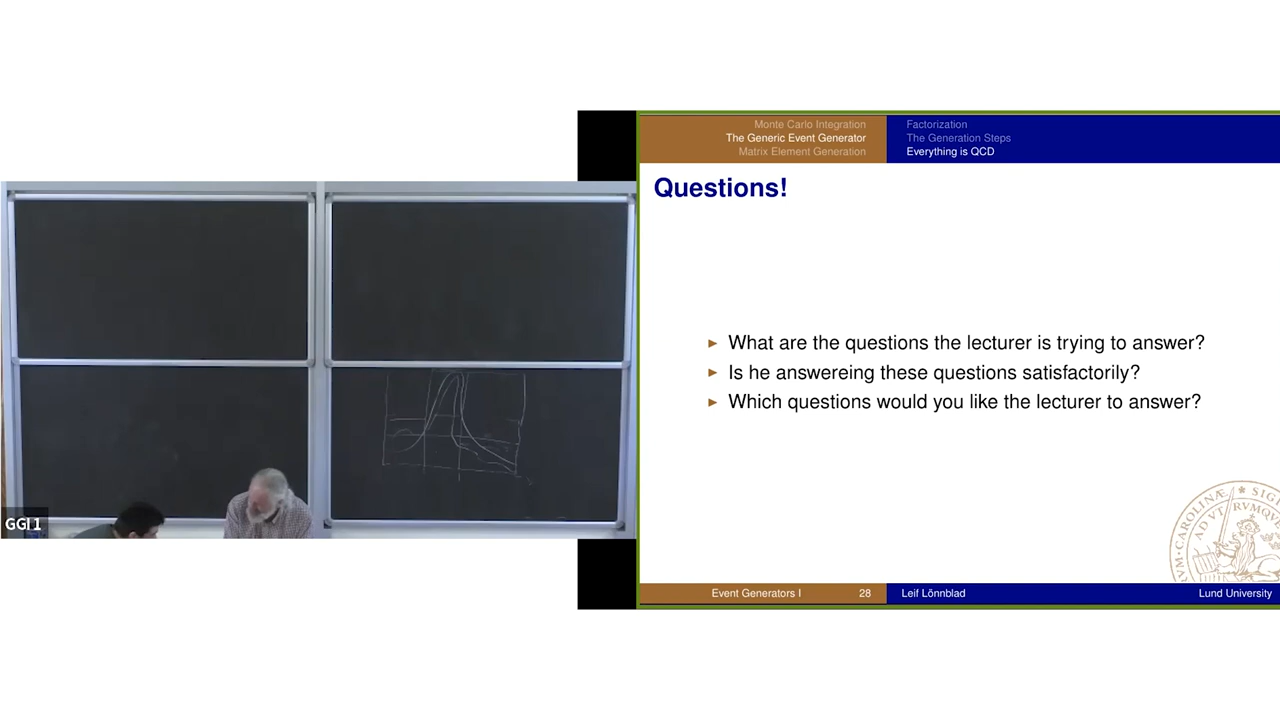 Monte Carlo Integration
The Generic Event Generator
Matrix Element Generation
Factorization
The Generation Steps
Everything is QCD
Questions!
► What are the questions the lecturer is trying to answer?
► Is he answereing these questions satisfactorily?
► Which questions would you like the lecturer to answer?
GGI 1
Event Generators I 28 Leif Lönnblad Lund University